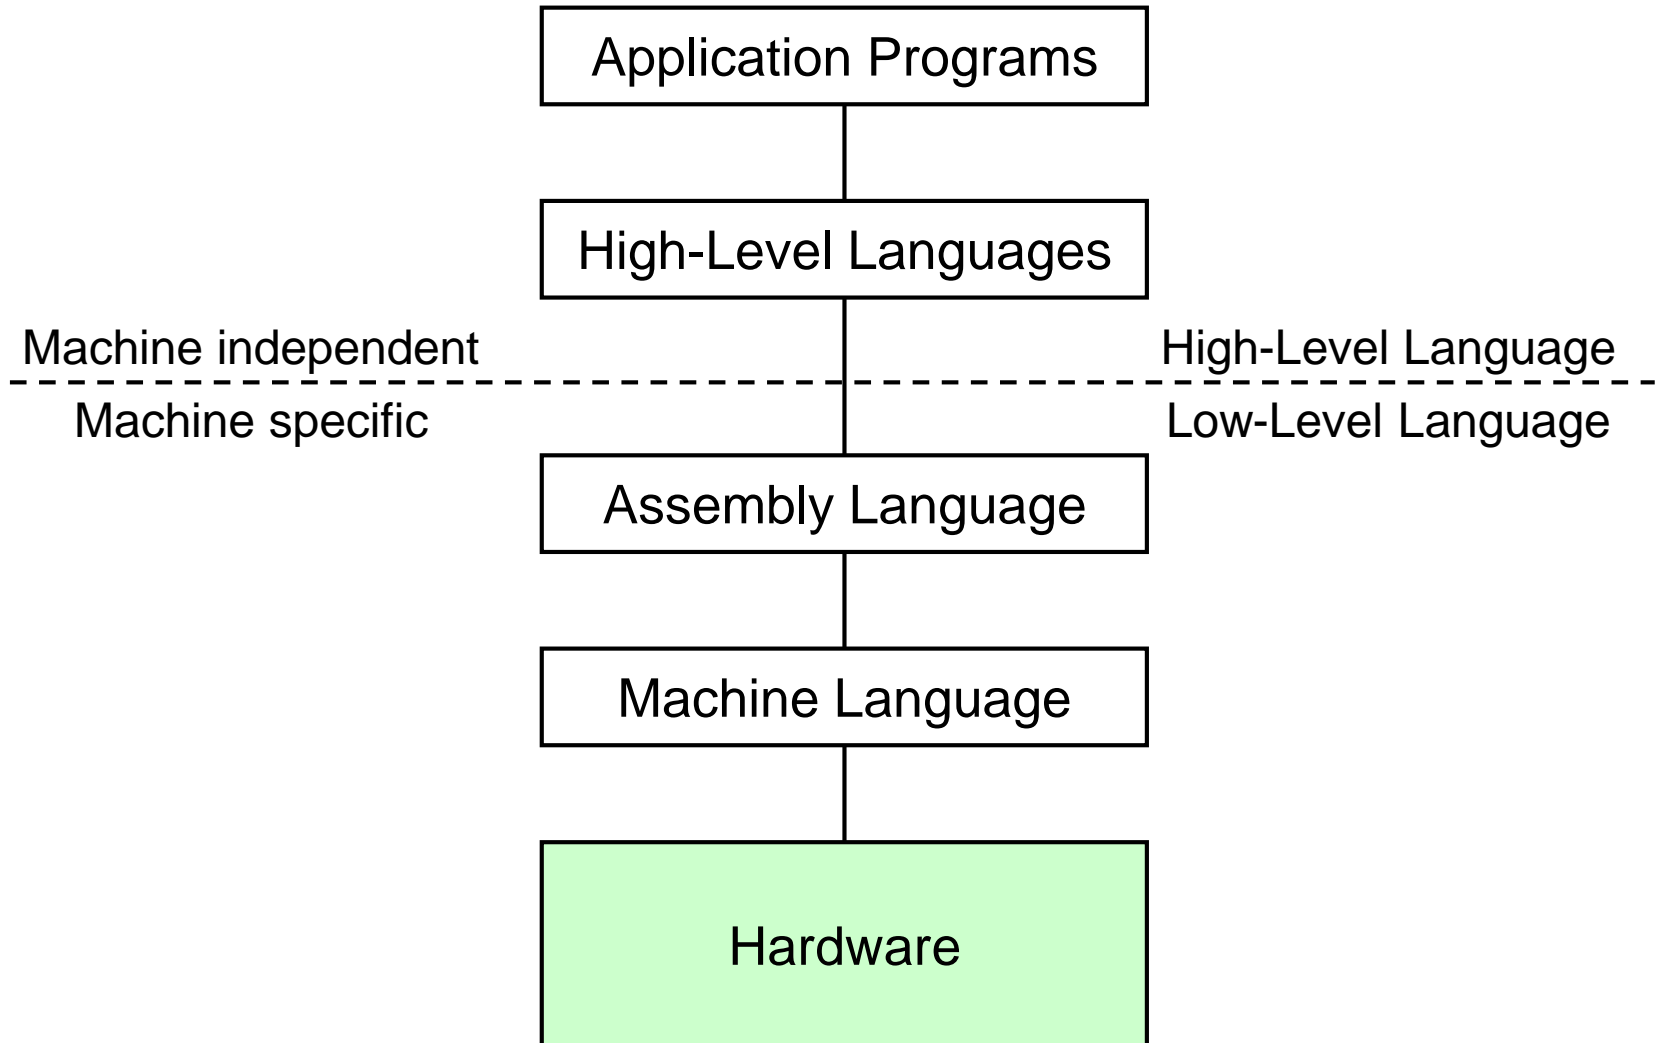 Application Programs
High-Level Languages
Machine independent
High-Level Language
Machine specific
Low-Level Language
Assembly Language
Machine Language
Hardware